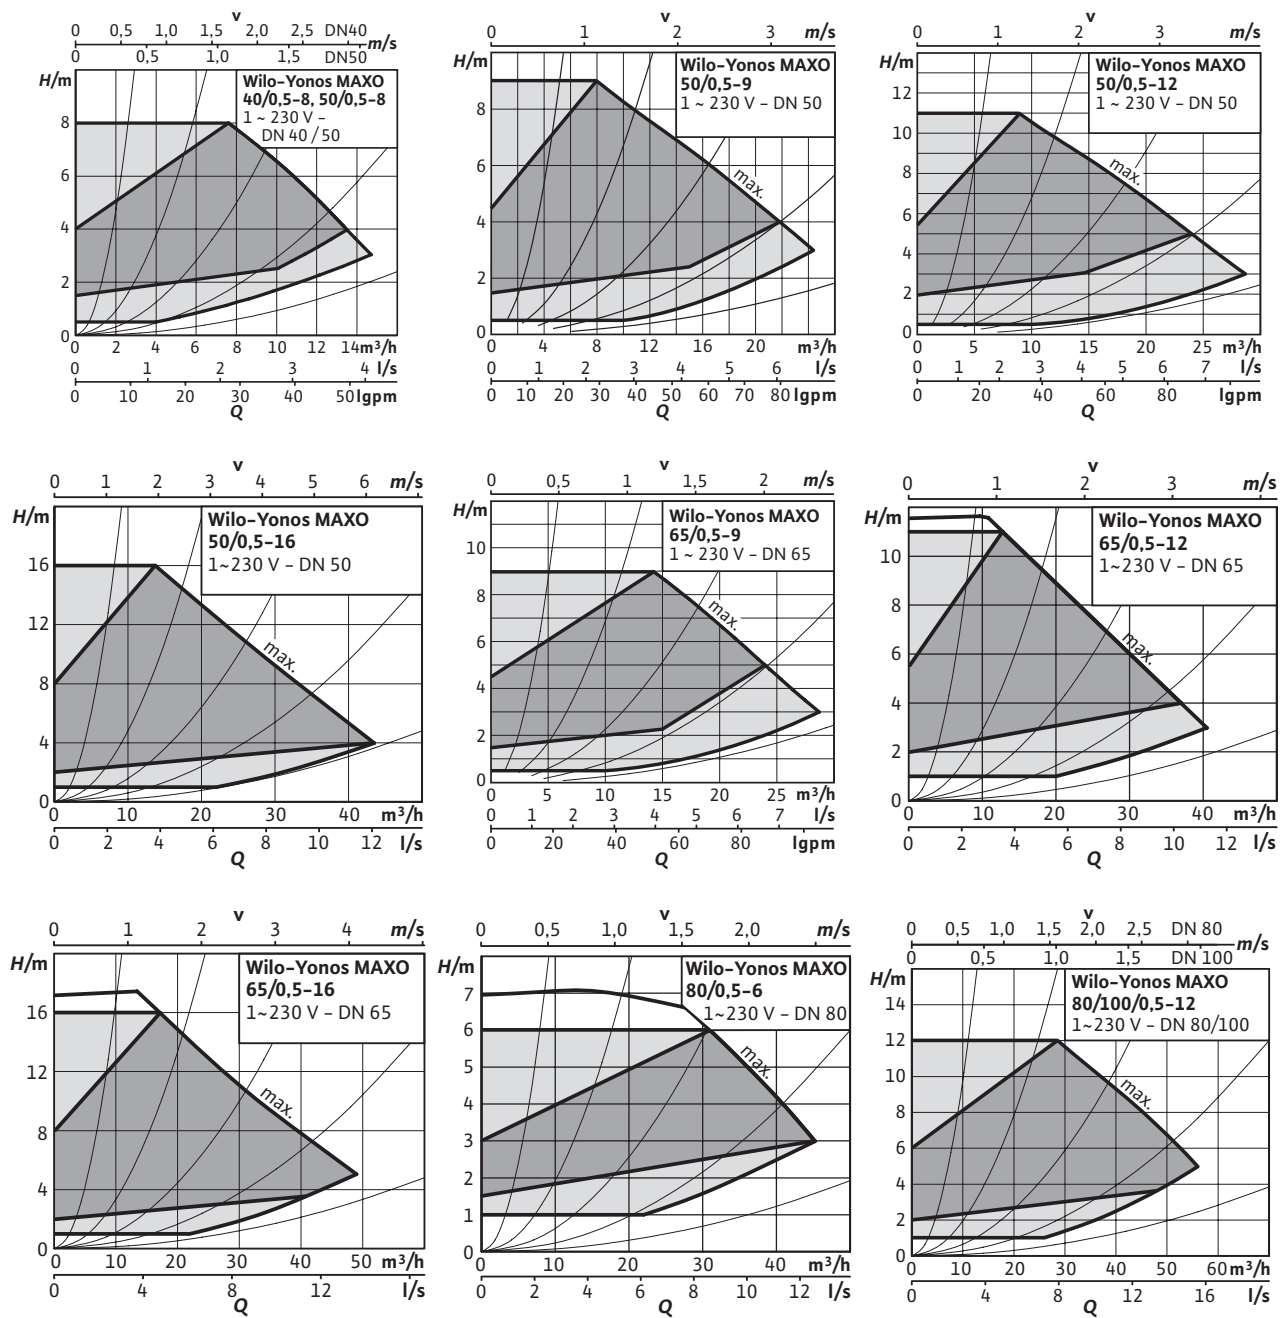 v
0 0,5 1,0 1,5 2,0 2,5 DN40
m/s
0 0,5 1,0 1,5 DN50
H/m
Wilo-Yonos MAXO
40/0,5-8, 50/0,5-8
1 ~ 230 V –
DN 40 / 50
8
6
4
2
0
0 2 4 6 8 10 12 14 m³/h
0 1 2 3 4 l/s
0 10 20 30 40 50 Igpm
Q
v
0 1 2 3 m/s
H/m
Wilo-Yonos MAXO
50/0,5-9
1 ~ 230 V – DN 50
max.
8
6
4
2
0
0 4 8 12 16 20 m³/h
0 1 2 3 4 5 6 l/s
0 10 20 30 40 50 60 70 80 Igpm
Q
v
0 1 2 3 4 m/s
H/m
Wilo-Yonos MAXO
50/0,5-12
1 ~ 230 V – DN 50
max.
12
10
8
6
4
2
0
0 5 10 15 20 25 m³/h
0 1 2 3 4 5 6 7 l/s
0 20 40 60 80 Igpm
Q
v
0 1 2 3 4 5 6 m/s
H/m
Wilo-Yonos MAXO
50/0,5-16
1~230 V – DN 50
max.
16
12
8
4
0
0 10 20 30 40 m³/h
0 2 4 6 8 10 12 l/s
Q
v
0 0,5 1 1,5 2 m/s
H/m
Wilo-Yonos MAXO
65/0,5-9
1 ~ 230 V – DN 65
max.
10
8
6
4
2
0
0 5 10 15 20 25 m³/h
0 1 2 3 4 5 6 7 l/s
0 20 40 60 80 Igpm
Q
v
0 1 2 3 4 m/s
H/m
Wilo-Yonos MAXO
65/0,5-12
1~230 V – DN 65
max.
10
8
6
4
2
0
0 10 20 30 40 m³/h
0 2 4 6 8 10 12 l/s
Q
v
0 1 2 3 4 m/s
H/m
Wilo-Yonos MAXO
65/0,5-16
1~230 V – DN 65
max.
16
12
8
4
0
0 10 20 30 40 50 m³/h
0 4 8 12 l/s
Q
v
0 0,5 1,0 1,5 2,0 m/s
H/m
Wilo-Yonos MAXO
80/0,5-6
1~230 V – DN 80
max.
7
6
5
4
3
2
1
0
0 10 20 30 40 m³/h
0 2 4 6 8 10 12 l/s
Q
v
0 0,5 1,0 1,5 2,0 2,5 DN 80
m/s
0 0,5 1,0 1,5 DN 100
H/m
Wilo-Yonos MAXO
80/100/0,5-12
1~230 V – DN 80/100
max.
14
12
10
8
6
4
2
0
0 10 20 30 40 50 60 m³/h
0 4 8 12 16 l/s
Q